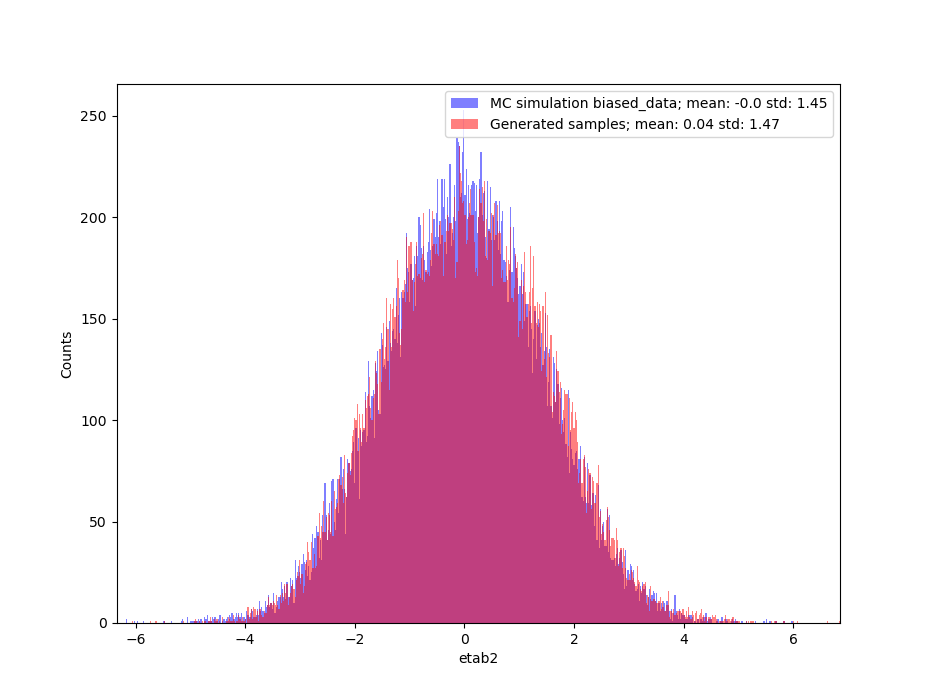 MC simulation biased_data; mean: -0.0 std: 1.45
Generated samples; mean: 0.04 std: 1.47
250
200
150
100
50
0
Counts
−6 −4 −2 0 2 4 6
etab2